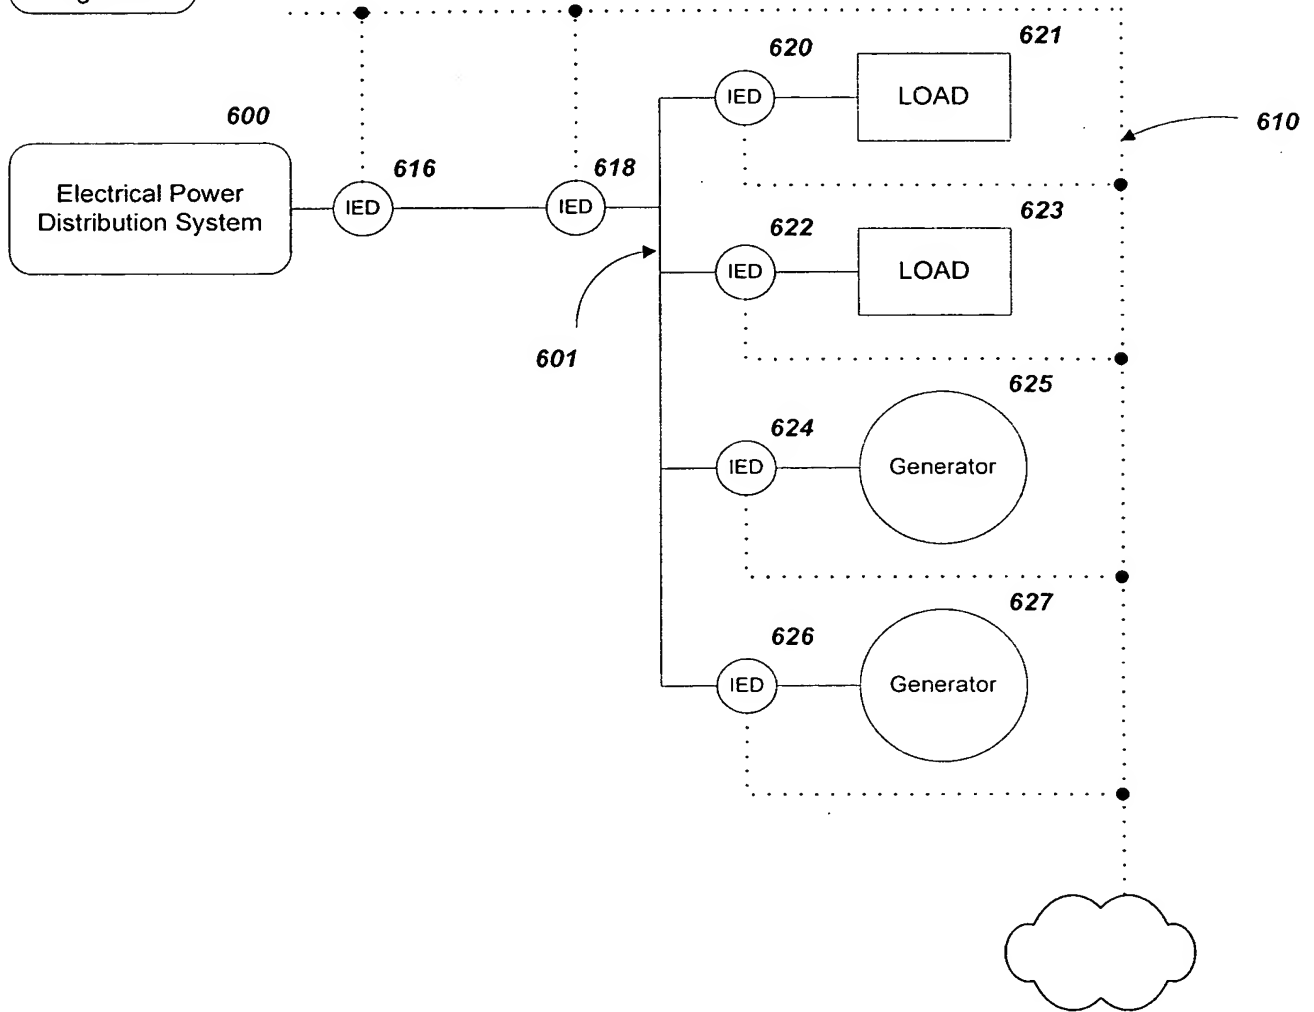 620
621
IED
LOAD
600
610
Electrical Power
Distribution System
616
IED
618
IED
622
623
IED
LOAD
601
624
625
IED
Generator
626
627
IED
Generator